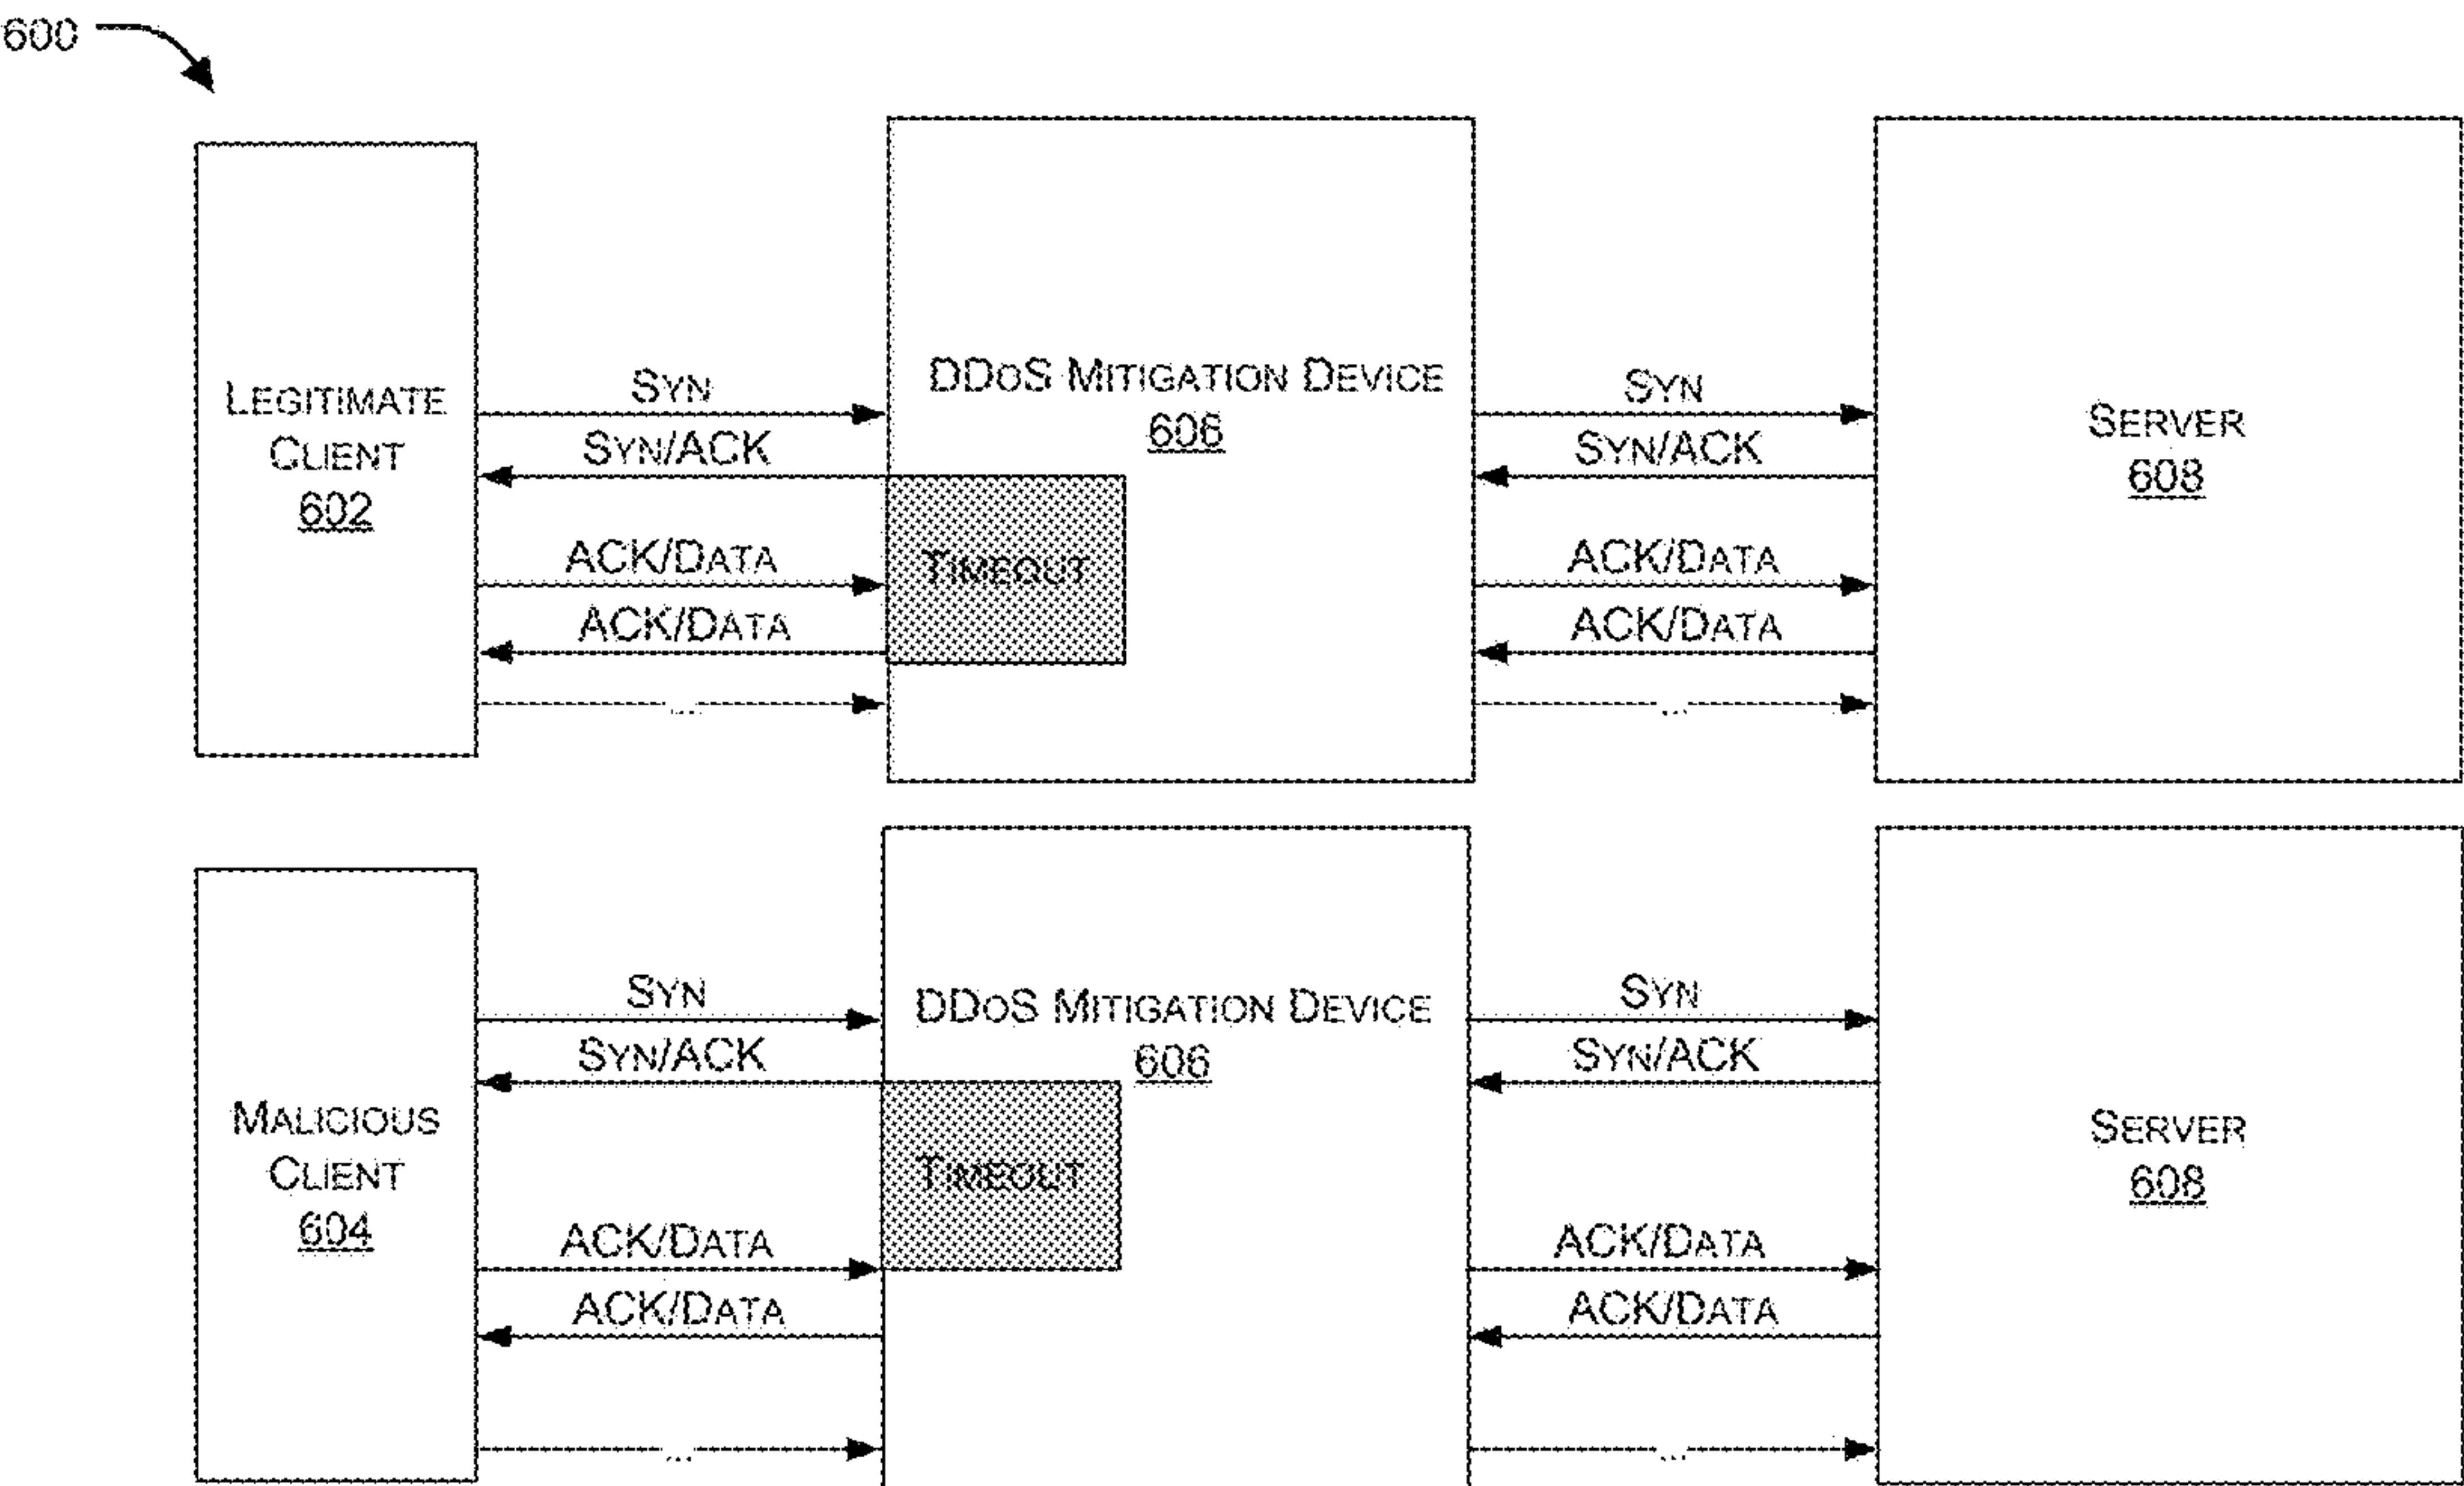 600
LEGITIMATE
CLIENT
602
SYN
SYN/ACK
ACK/DATA
ACK/DATA
...
DDOS MITIGATION DEVICE
606
TIMEOUT
SYN
SYN/ACK
ACK/DATA
ACK/DATA
...
SERVER
608
MALICIOUS
CLIENT
604
SYN
SYN/ACK
ACK/DATA
ACK/DATA
...
DDOS MITIGATION DEVICE
606
TIMEOUT
SYN
SYN/ACK
ACK/DATA
ACK/DATA
...
SERVER
608